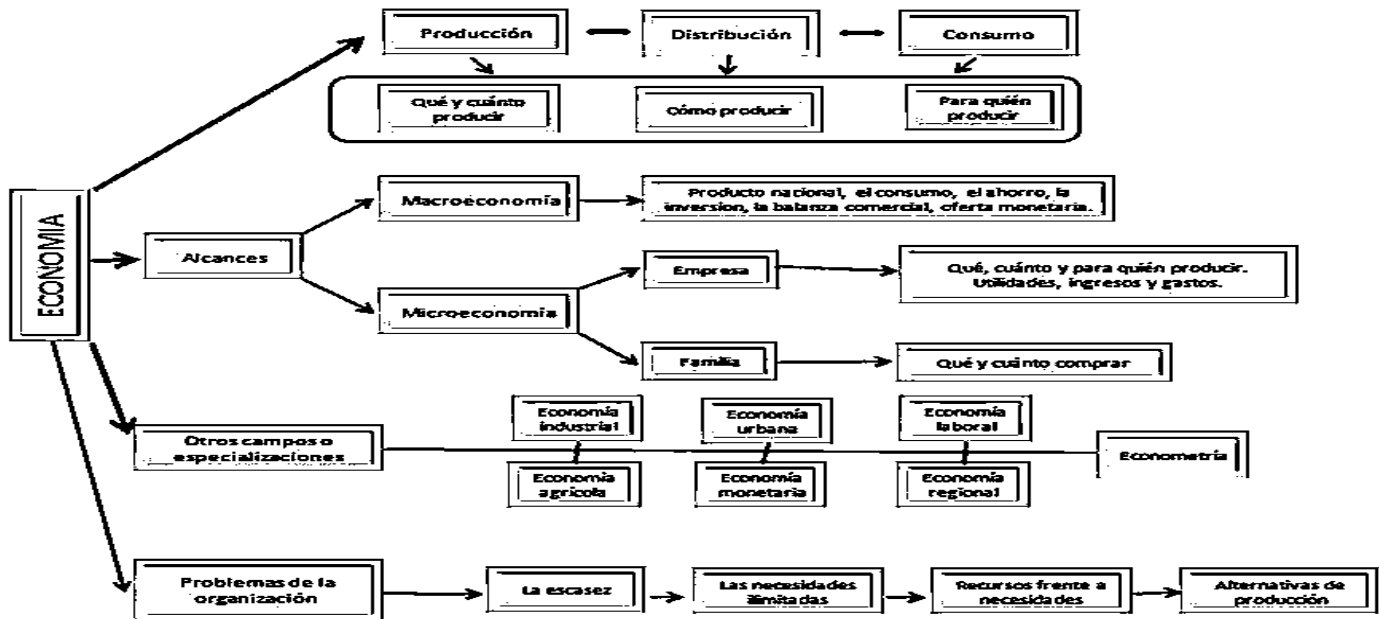 Producción
Distribución
Consumo
Qué y cuánto
producir
Cómo producir
Para quién
producir
ECONOMIA
Alcances
Macroeconomía
Producto nacional, el consumo, el ahorro, la
inversion, la balanza comercial, oferta monetaria.
Microeconomía
Empresa
Qué, cuánto y para quién producir.
Utilidades, ingresos y gastos.
Familia
Qué y cuánto comprar
Otros campos o
especializaciones
Economía
industrial
Economía
urbana
Economía
laboral
Econometría
Economía
agrícola
Economía
monetaria
Economía
regional
Problemas de la
organización
La escasez
Las necesidades
ilimitadas
Recursos frente a
necesidades
Alternativas de
producción